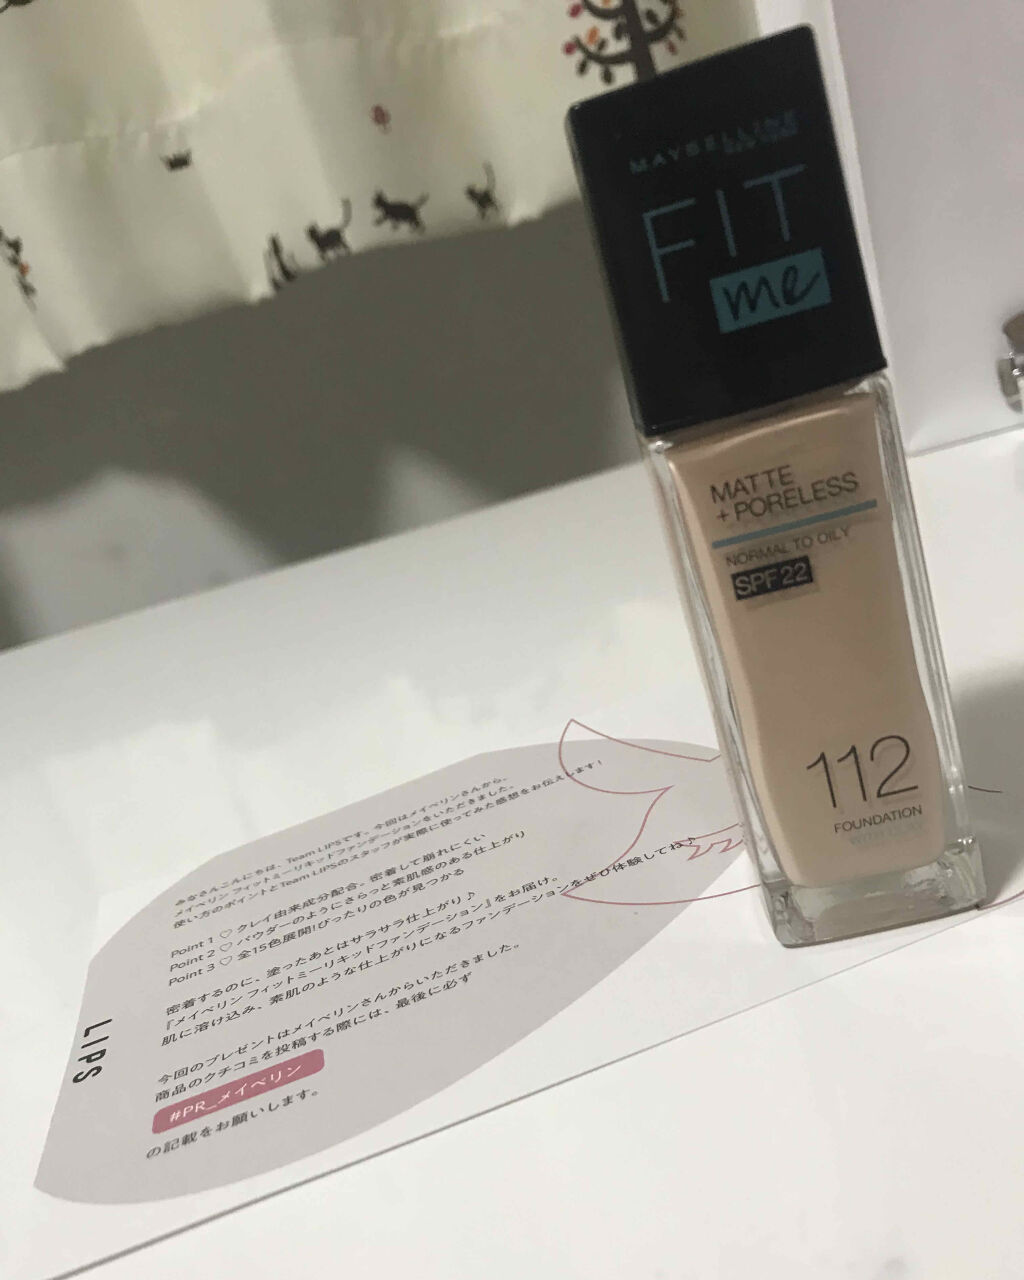 MAYBELLINE
FIT
me
MATTE
+ PORELESS
NORMAL TO OILY
SPF 22
112
FOUNDATION
みなさんこんにちは、Team LIPSです。今回はメイベリンさんから、
メイベリン フィットミーリキッドファンデーションをいただきました。
使い方のポイントとTeam LIPSのスタッフが実際に使ってみた感想をお伝えします!
Point 1 ♡ クレイ由来成分配合。密着して崩れにくい
Point 2 ♡ パウダーのようにさらっと素肌感のある仕上がり
Point 3 ♡ 全15色展開!ぴったりの色が見つかる
密着するのに、塗ったあとはサラサラ仕上がり♪
『メイベリン フィットミーリキッドファンデーション』をお届け。
肌に溶け込み、素肌のような仕上がりになるファンデーションをぜひ体験してね♪
今回のプレゼントはメイベリンさんからいただきました。
商品のクチコミを投稿する際には、最後に必ず
#PR_メイベリン
の記載をお願いします。
LIPS